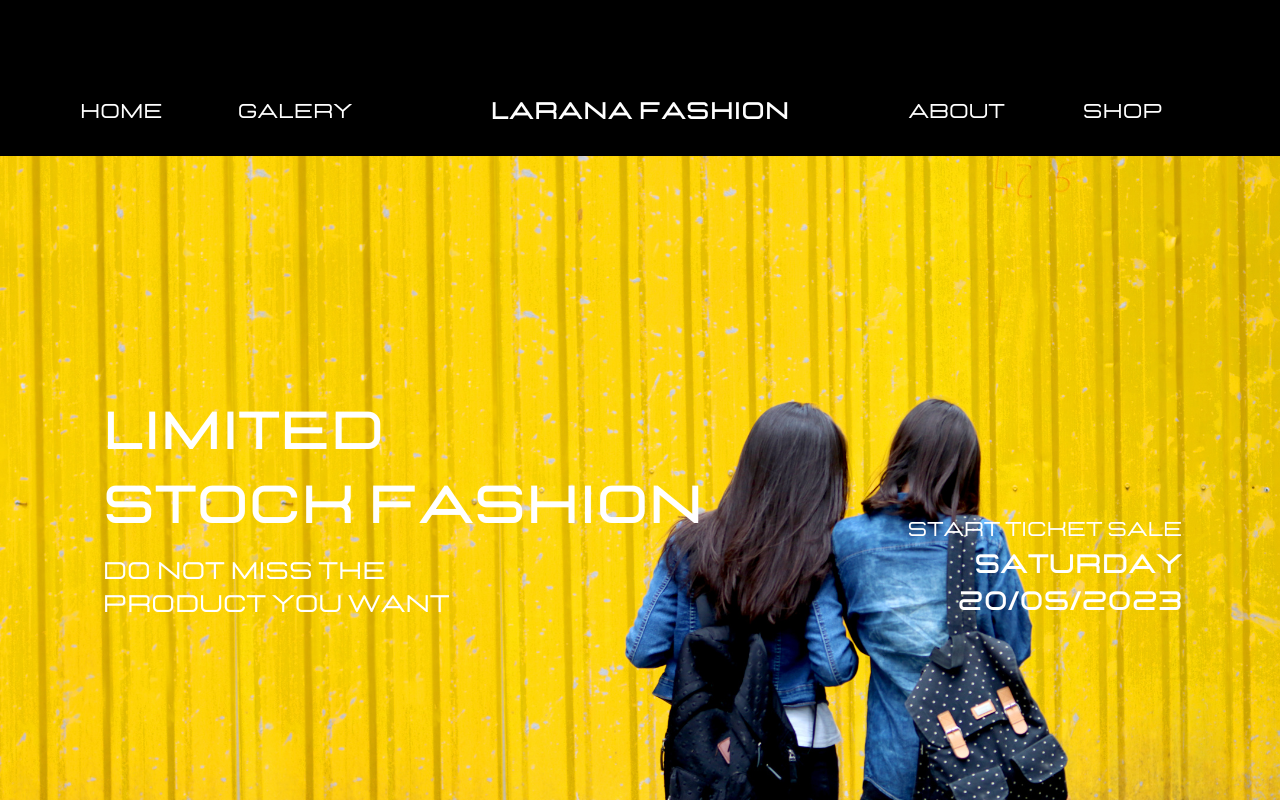 HOME GALERY LARANA FASHION ABOUT SHOP
LIMITED
STOCK FASHION
DO NOT MISS THE
PRODUCT YOU WANT
START TICKET SALE
SATURDAY
20/05/2023